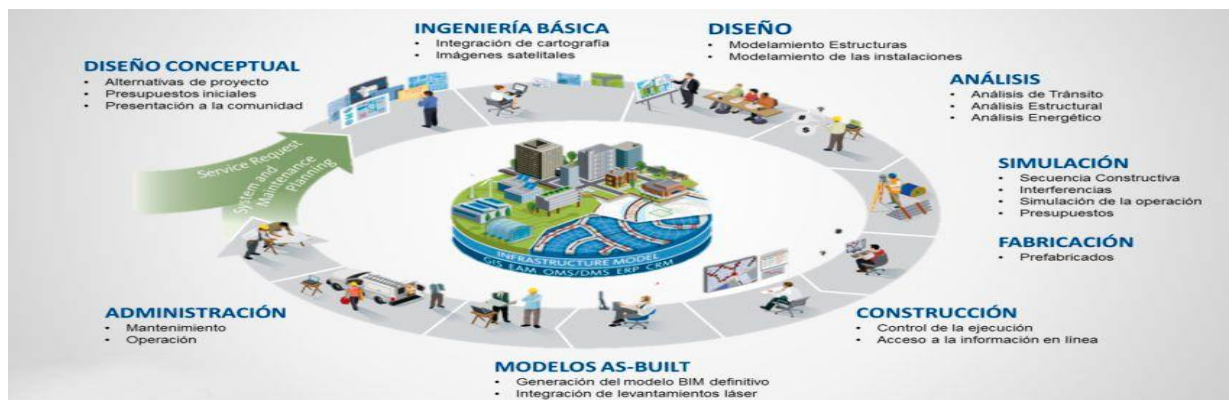 INGENIERÍA BÁSICA
• Integración de cartografía
• Imágenes satelitales
DISEÑO
• Modelamiento Estructuras
• Modelamiento de las instalaciones
DISEÑO CONCEPTUAL
• Alternativas de proyecto
• Presupuestos iniciales
• Presentación a la comunidad
ANÁLISIS
• Análisis de Tránsito
• Análisis Estructural
• Análisis Energético
SIMULACIÓN
• Secuencia Constructiva
• Interferencias
• Simulación de la operación
• Presupuestos
FABRICACIÓN
• Prefabricados
CONSTRUCCIÓN
• Control de la ejecución
• Acceso a la información en línea
MODELOS AS-BUILT
• Generación del modelo BIM definitivo
• Integración de levantamientos láser
ADMINISTRACIÓN
• Mantenimiento
• Operación
Service Request
System and
Maintenance
Planning
INFRASTRUCTURE MODEL
GIS EAM OMS/DMS ERP CRM